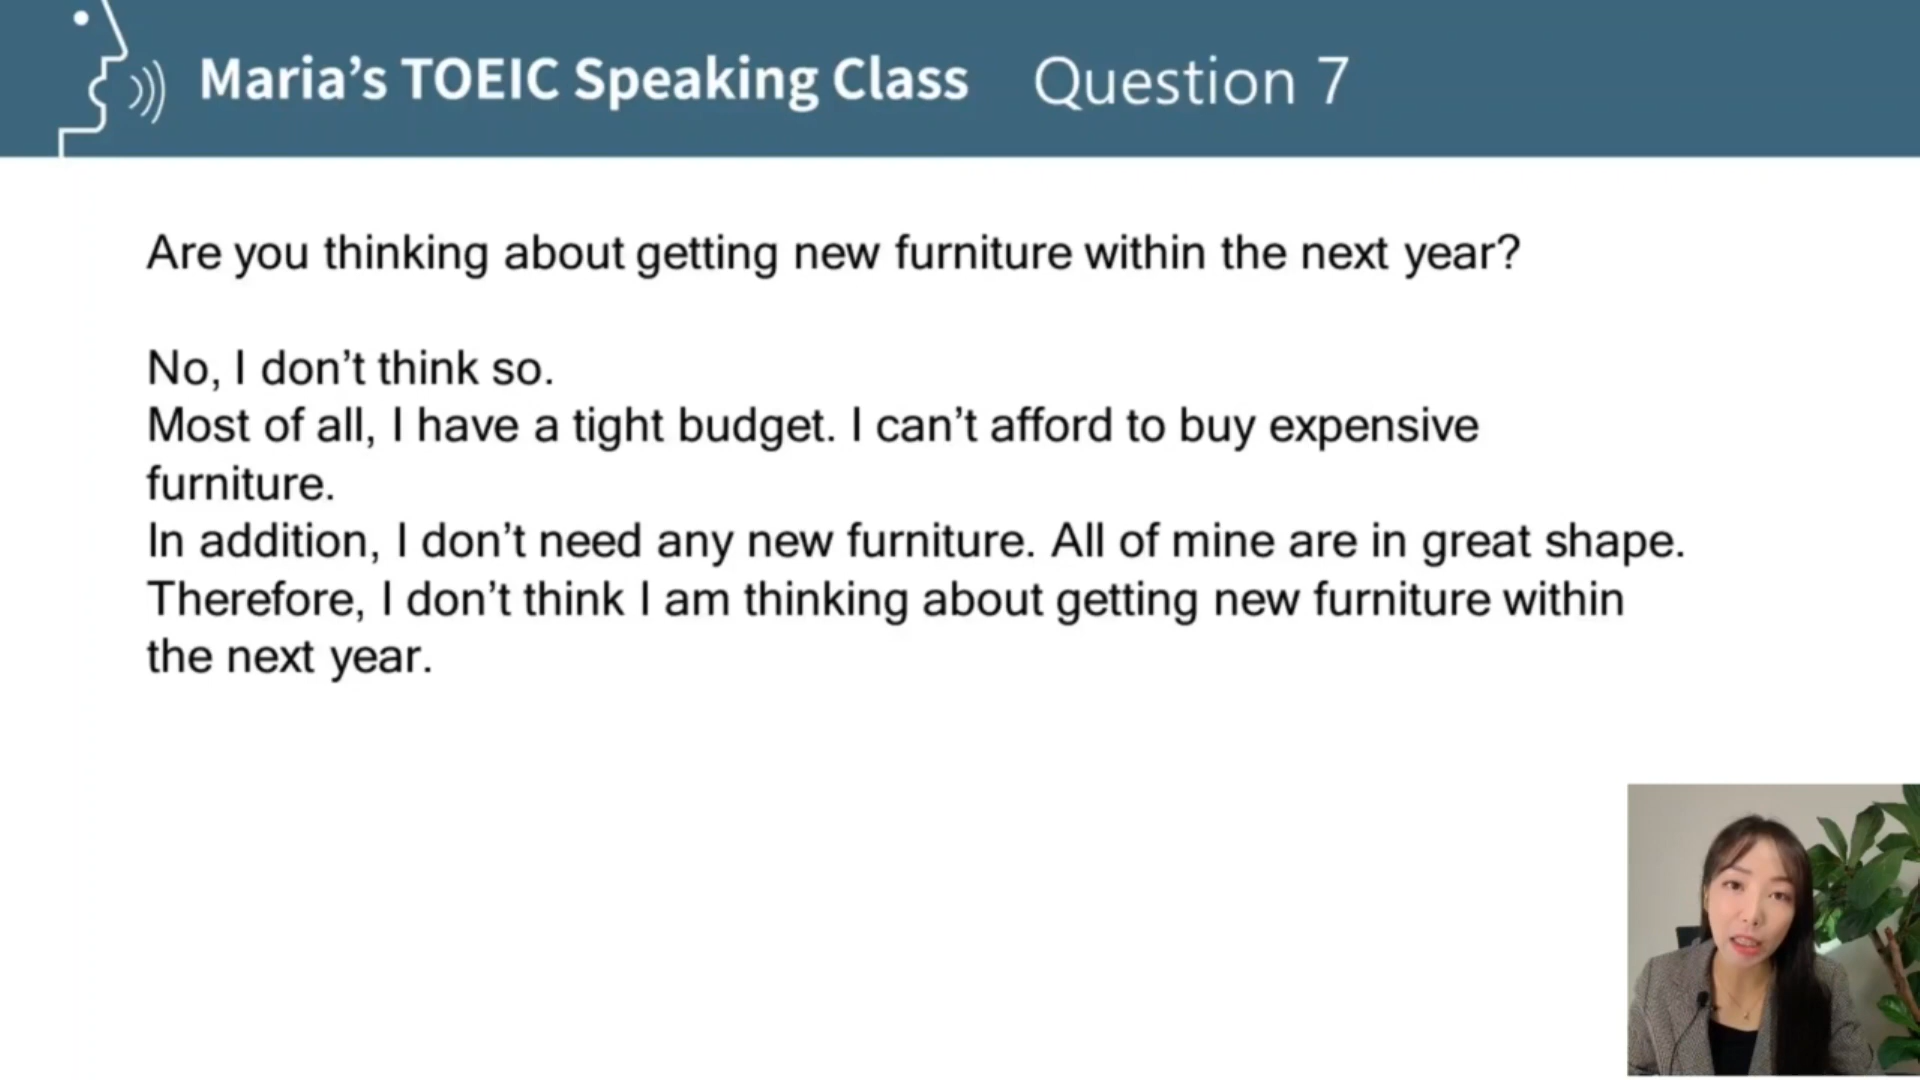 Maria's TOEIC Speaking Class Question 7
Are you thinking about getting new furniture within the next year?
No, I don't think so.
Most of all, I have a tight budget. I can't afford to buy expensive
furniture.
In addition, I don't need any new furniture. All of mine are in great shape.
Therefore, I don't think I am thinking about getting new furniture within
the next year.